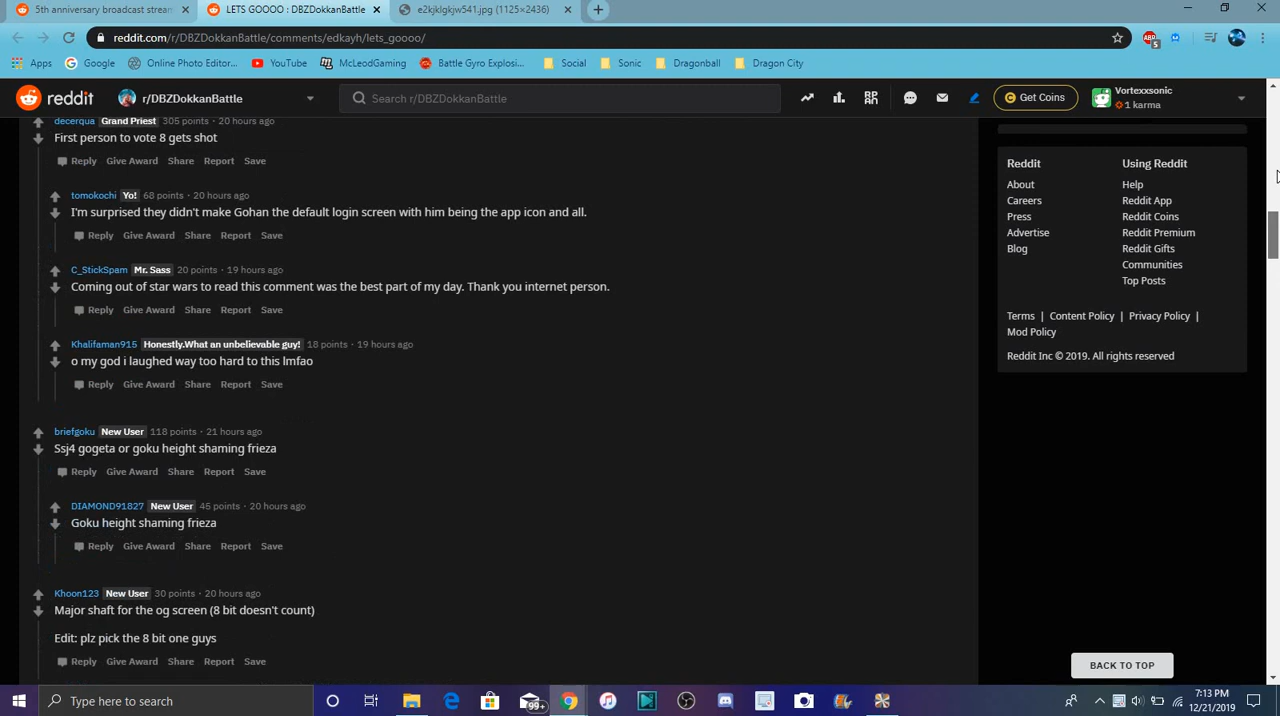 5th anniversary broadcast stream
LETS GOOOO : DBZDokkanBattle
e2kjklgkjw541.jpg (1125×2436)
reddit.com/r/DBZDokkanBattle/comments/edkayh/lets_goooo/
ABP
5
Apps
Google
Online Photo Editor...
YouTube
McLeodGaming
Battle Gyro Explosi...
Social
Sonic
Dragonball
Dragon City
reddit
r/DBZDokkanBattle
Search r/DBZDokkanBattle
Get Coins
Vortexxsonic
1 karma
decerqua Grand Priest 305 points · 20 hours ago
First person to vote 8 gets shot
Reply Give Award Share Report Save
tomokochi Yo! 68 points · 20 hours ago
I'm surprised they didn't make Gohan the default login screen with him being the app icon and all.
Reply Give Award Share Report Save
C_StickSpam Mr. Sass 20 points · 19 hours ago
Coming out of star wars to read this comment was the best part of my day. Thank you internet person.
Reply Give Award Share Report Save
Khalifaman915 Honestly.What an unbelievable guy! 18 points · 19 hours ago
o my god i laughed way too hard to this lmfao
Reply Give Award Share Report Save
briefgoku New User 118 points · 21 hours ago
Ssj4 gogeta or goku height shaming frieza
Reply Give Award Share Report Save
DIAMOND91827 New User 45 points · 20 hours ago
Goku height shaming frieza
Reply Give Award Share Report Save
Khoon123 New User 30 points · 20 hours ago
Major shaft for the og screen (8 bit doesn't count)
Edit: plz pick the 8 bit one guys
Reply Give Award Share Report Save
Reddit
Using Reddit
About
Help
Careers
Reddit App
Press
Reddit Coins
Advertise
Reddit Premium
Blog
Reddit Gifts
Communities
Top Posts
Terms | Content Policy | Privacy Policy |
Mod Policy
Reddit Inc © 2019. All rights reserved
BACK TO TOP
Type here to search
99+
7:13 PM
12/21/2019